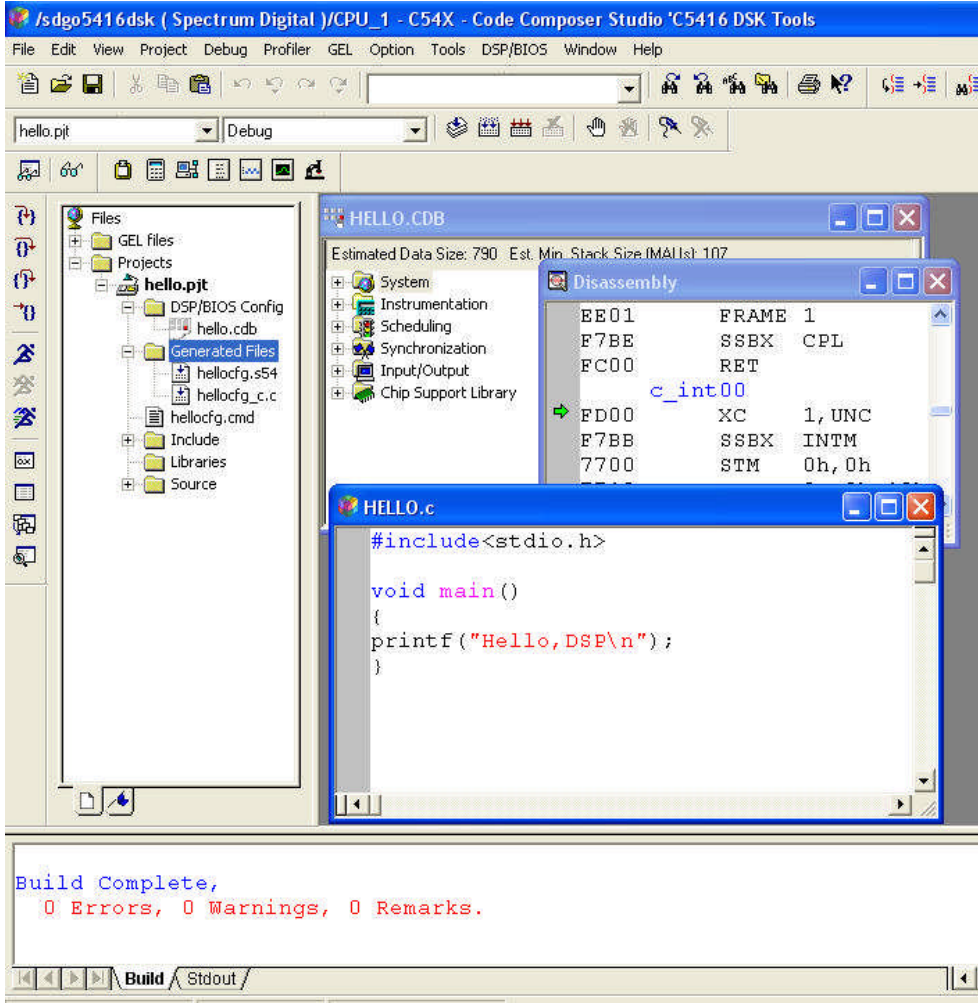 /sdgo5416dsk ( Spectrum Digital )/CPU_1 - C54X - Code Composer Studio 'C5416 DSK Tools
File Edit View Project Debug Profiler GEL Option Tools DSP/BIOS Window Help
hello.pjt Debug
Files
GEL files
Projects
hello.pjt
DSP/BIOS Config
hello.cdb
Generated Files
hellocfg.s54
hellocfg_c.c
hellocfg.cmd
Include
Libraries
Source
HELLO.CDB
Estimated Data Size: 790 Est. Min. Stack Size (MAUs): 107
System
Instrumentation
Scheduling
Synchronization
Input/Output
Chip Support Library
Disassembly
EE01 FRAME 1
F7BE SSBX CPL
FC00 RET
c_int00
FD00 XC 1,UNC
F7BB SSBX INTM
7700 STM 0h,0h
HELLO.c
#include<stdio.h>
void main()
{
printf("Hello,DSP\n");
}
Build Complete,
0 Errors, 0 Warnings, 0 Remarks.
Build Stdout